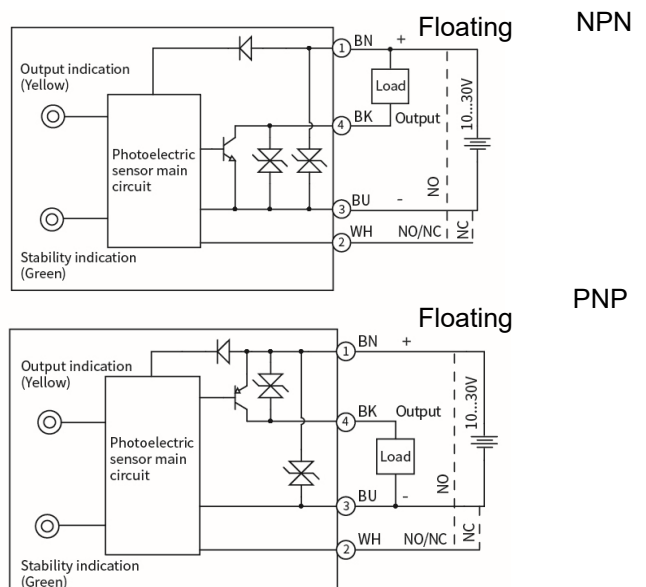 Floating
NPN
Output indication
(Yellow)
1 BN +
Load
10...30V
4 BK Output
Photoelectric
sensor main
circuit
NO
3 BU -
2 WH NO/NC
NC
Stability indication
(Green)
PNP
Floating
Output indication
(Yellow)
1 BN +
10...30V
4 BK Output
Photoelectric
sensor main
circuit
Load
NO
3 BU -
2 WH NO/NC
NC
Stability indication
(Green)